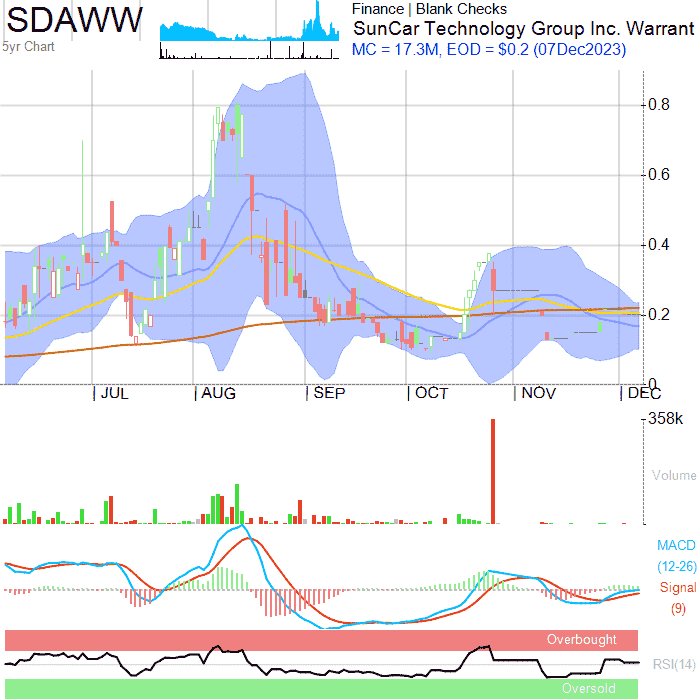 SDAWW
5yr Chart
Finance | Blank Checks
SunCar Technology Group Inc. Warrant
MC = 17.3M, EOD = $0.2 (07Dec2023)
0.8
0.6
0.4
0.2
0
JUL AUG SEP OCT NOV DEC
358k
Volume
MACD
(12-26)
Signal
(9)
Overbought
RSI(14)
Oversold